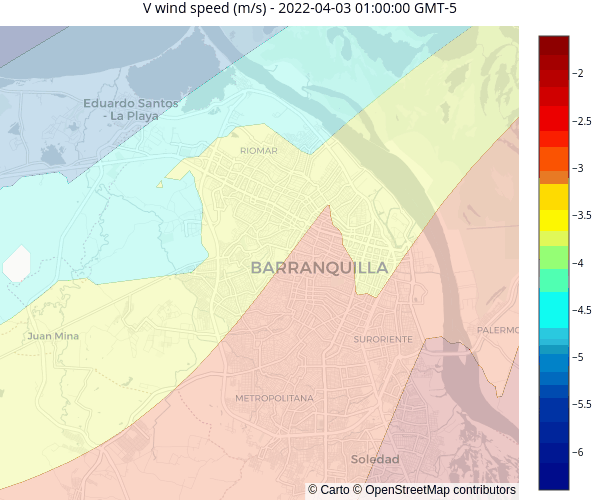 V wind speed (m/s) - 2022-04-03 01:00:00 GMT-5
Eduardo Santos
- La Playa
RIOMAR
BARRANQUILLA
Juan Mina
SURORIENTE
PALERMO
METROPOLITANA
Soledad
© Carto © OpenStreetMap contributors
−2
−2.5
−3
−3.5
−4
−4.5
−5
−5.5
−6